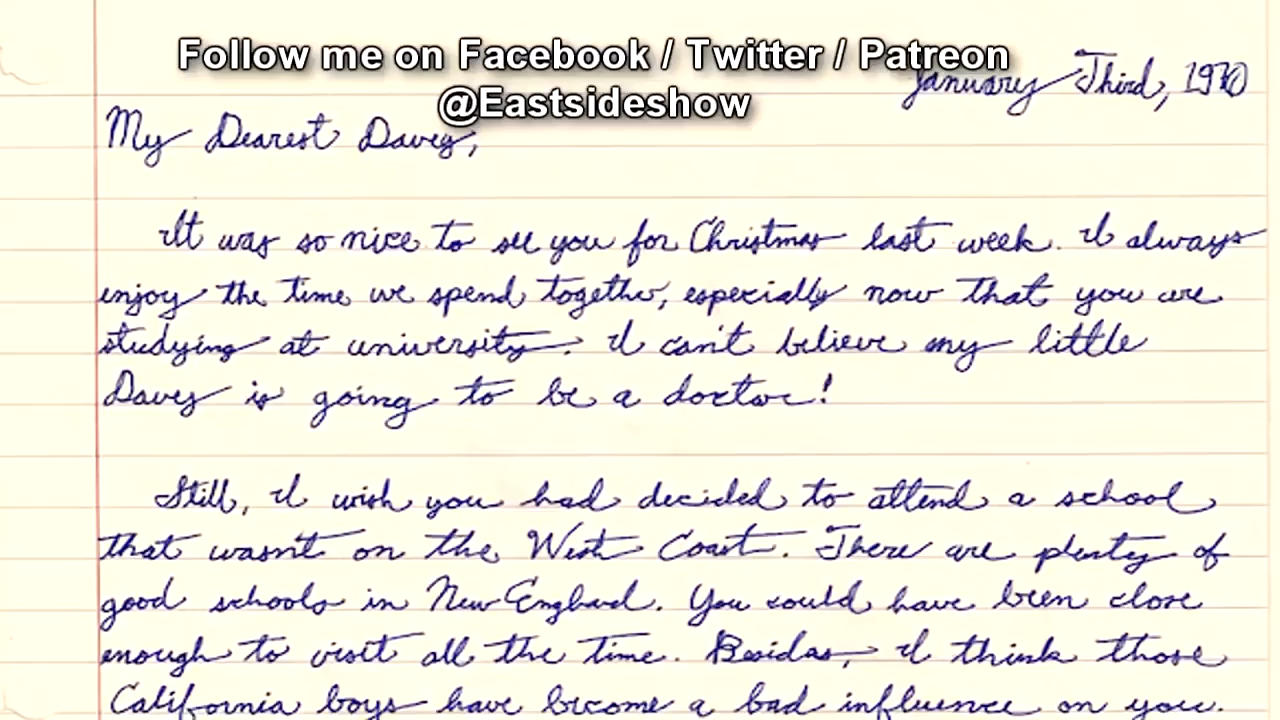 Follow me on Facebook / Twitter / Patreon
@Eastsideshow
January Third, 1970
My Dearest Davey,
It was so nice to see you for Christmas last week. I always
enjoy the time we spend together, especially now that you are
studying at university. I can't believe my little
Davey is going to be a doctor!
Still, I wish you had decided to attend a school
that wasn't on the West Coast. There are plenty of
good schools in New England. You could have been close
enough to visit all the time. Besides, I think those
California boys have become a bad influence on you.